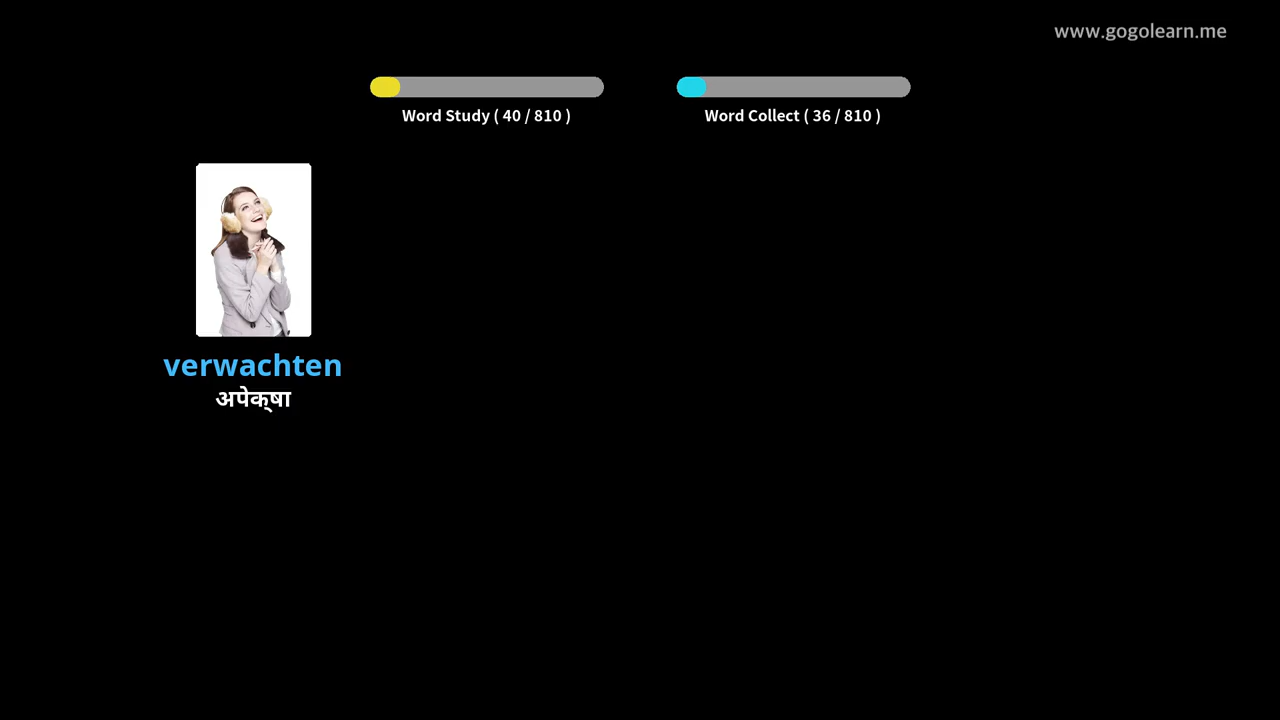 www.gogolearn.me
Word Study ( 40 / 810 )
Word Collect ( 36 / 810 )
verwachten
अपेक्षा